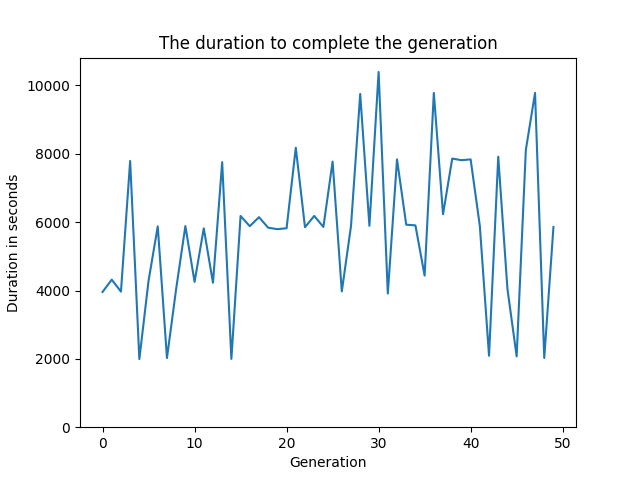 The duration to complete the generation
Duration in seconds
10000
8000
6000
4000
2000
0
0 10 20 30 40 50
Generation